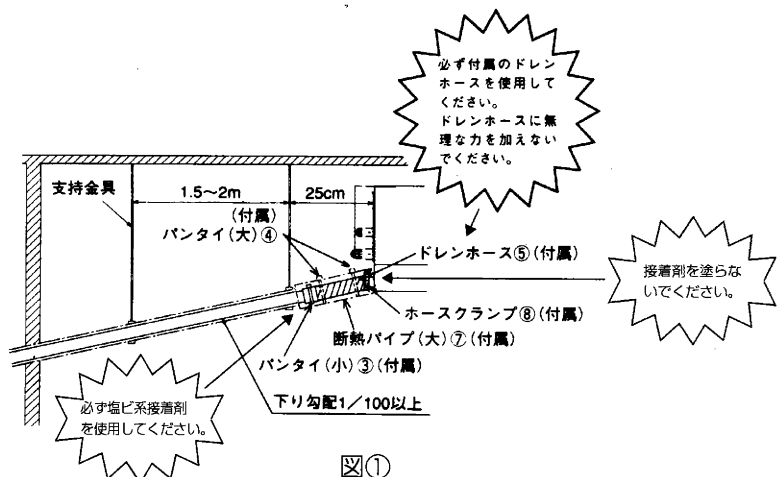 必ず付属のドレン
ホースを使用して
ください。
ドレンホースに無
理な力を加えない
でください。
支持金具
1.5〜2m
25cm
(付属)
バンタイ(大)④
ドレンホース⑤(付属)
接着剤を塗らな
いでください。
ホースクランプ⑧(付属)
断熱パイプ(大)⑦(付属)
バンタイ(小)③(付属)
下り勾配1/100以上
必ず塩ビ系接着剤
を使用してください。
図①